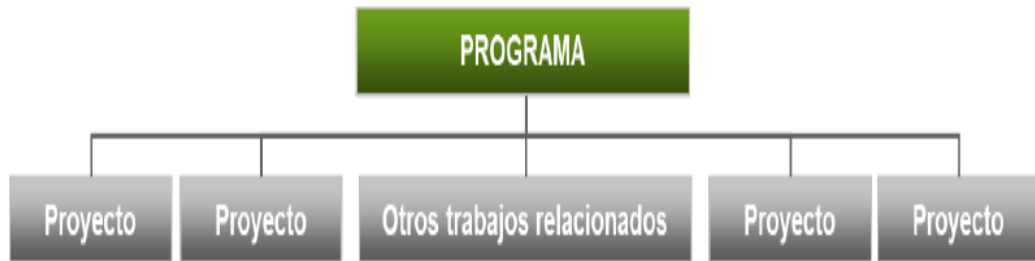 PROGRAMA
Proyecto
Proyecto
Otros trabajos relacionados
Proyecto
Proyecto